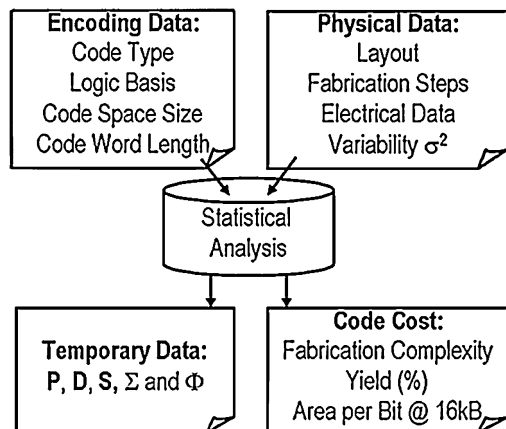 Encoding Data:
Code Type
Logic Basis
Code Space Size
Code Word Length
Physical Data:
Layout
Fabrication Steps
Electrical Data
Variability σ²
Statistical
Analysis
Temporary Data:
P, D, S, Σ and Φ
Code Cost:
Fabrication Complexity
Yield (%)
Area per Bit @ 16kB